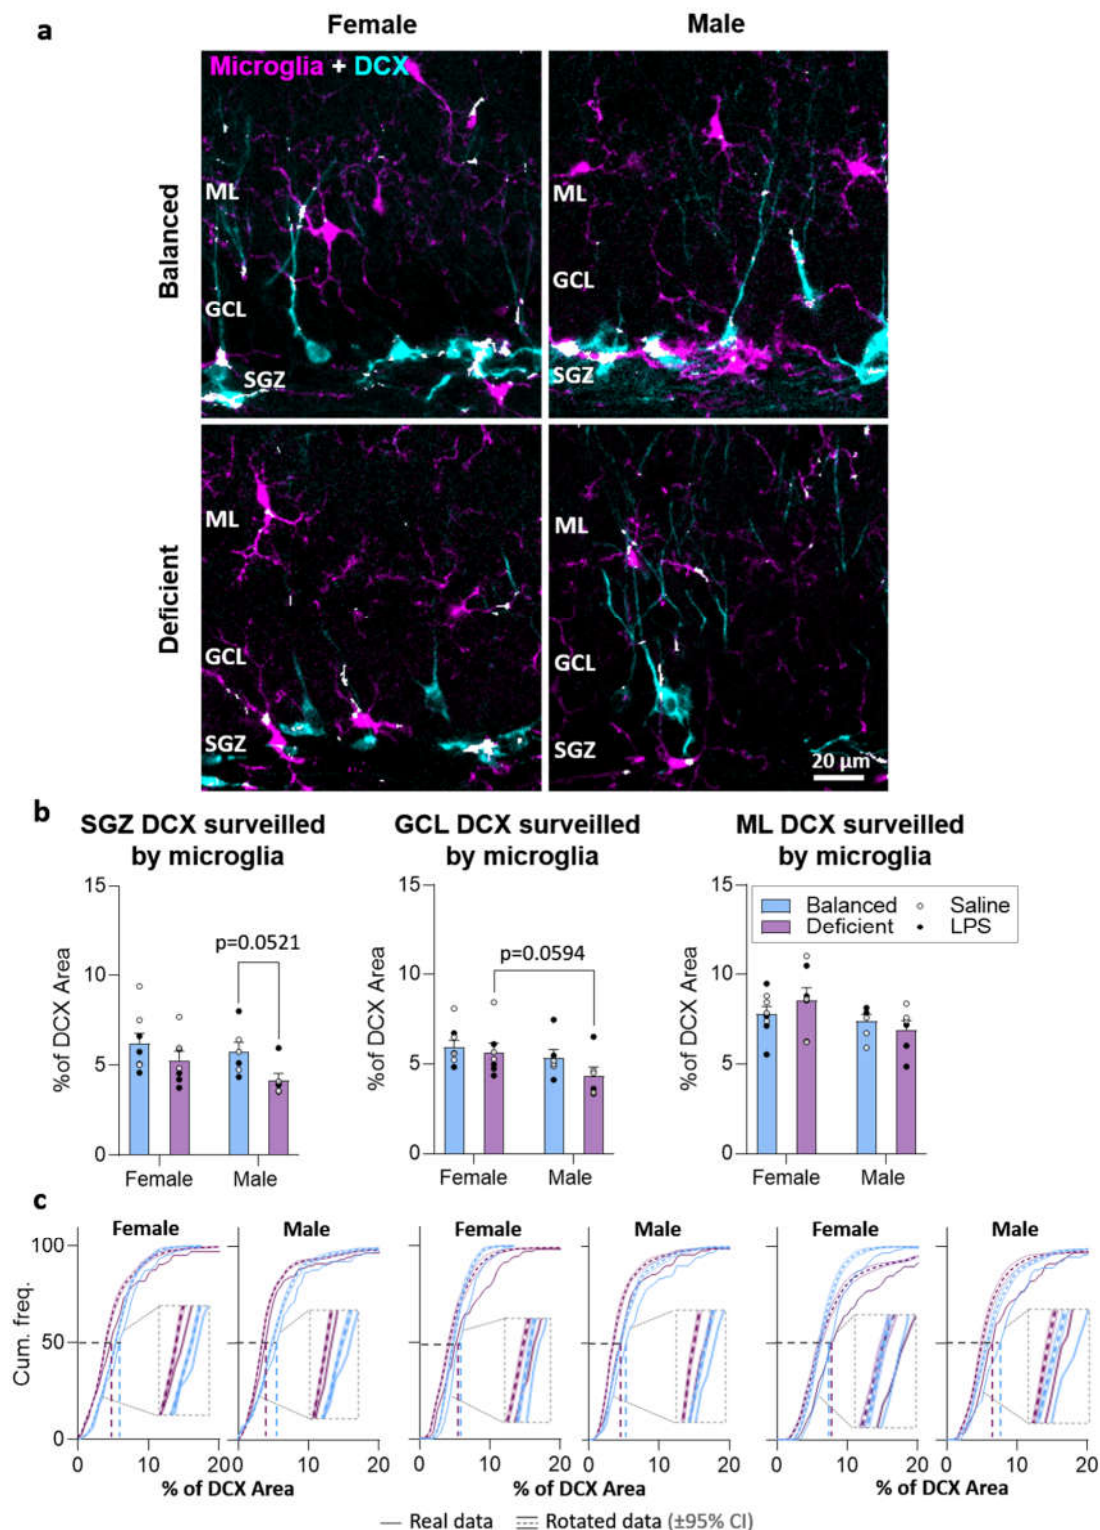 a
Female
Male
Microglia + DCX
Balanced
ML
GCL
SGZ
ML
GCL
SGZ
Deficient
ML
GCL
SGZ
ML
GCL
SGZ
20 µm
b
SGZ DCX surveilled
by microglia
GCL DCX surveilled
by microglia
ML DCX surveilled
by microglia
%of DCX Area
15
10
5
0
p=0.0521
Female
Male
%of DCX Area
15
10
5
0
p=0.0594
Female
Male
%of DCX Area
15
10
5
0
Balanced
Saline
Deficient
LPS
Female
Male
c
Cum. freq.
100
50
0
Female
Male
Female
Male
Female
Male
0 10 20
0 10 20
0 10 20
0 10 20
0 10 20
0 10 20
% of DCX Area
% of DCX Area
% of DCX Area
Real data
Rotated data (±95% CI)